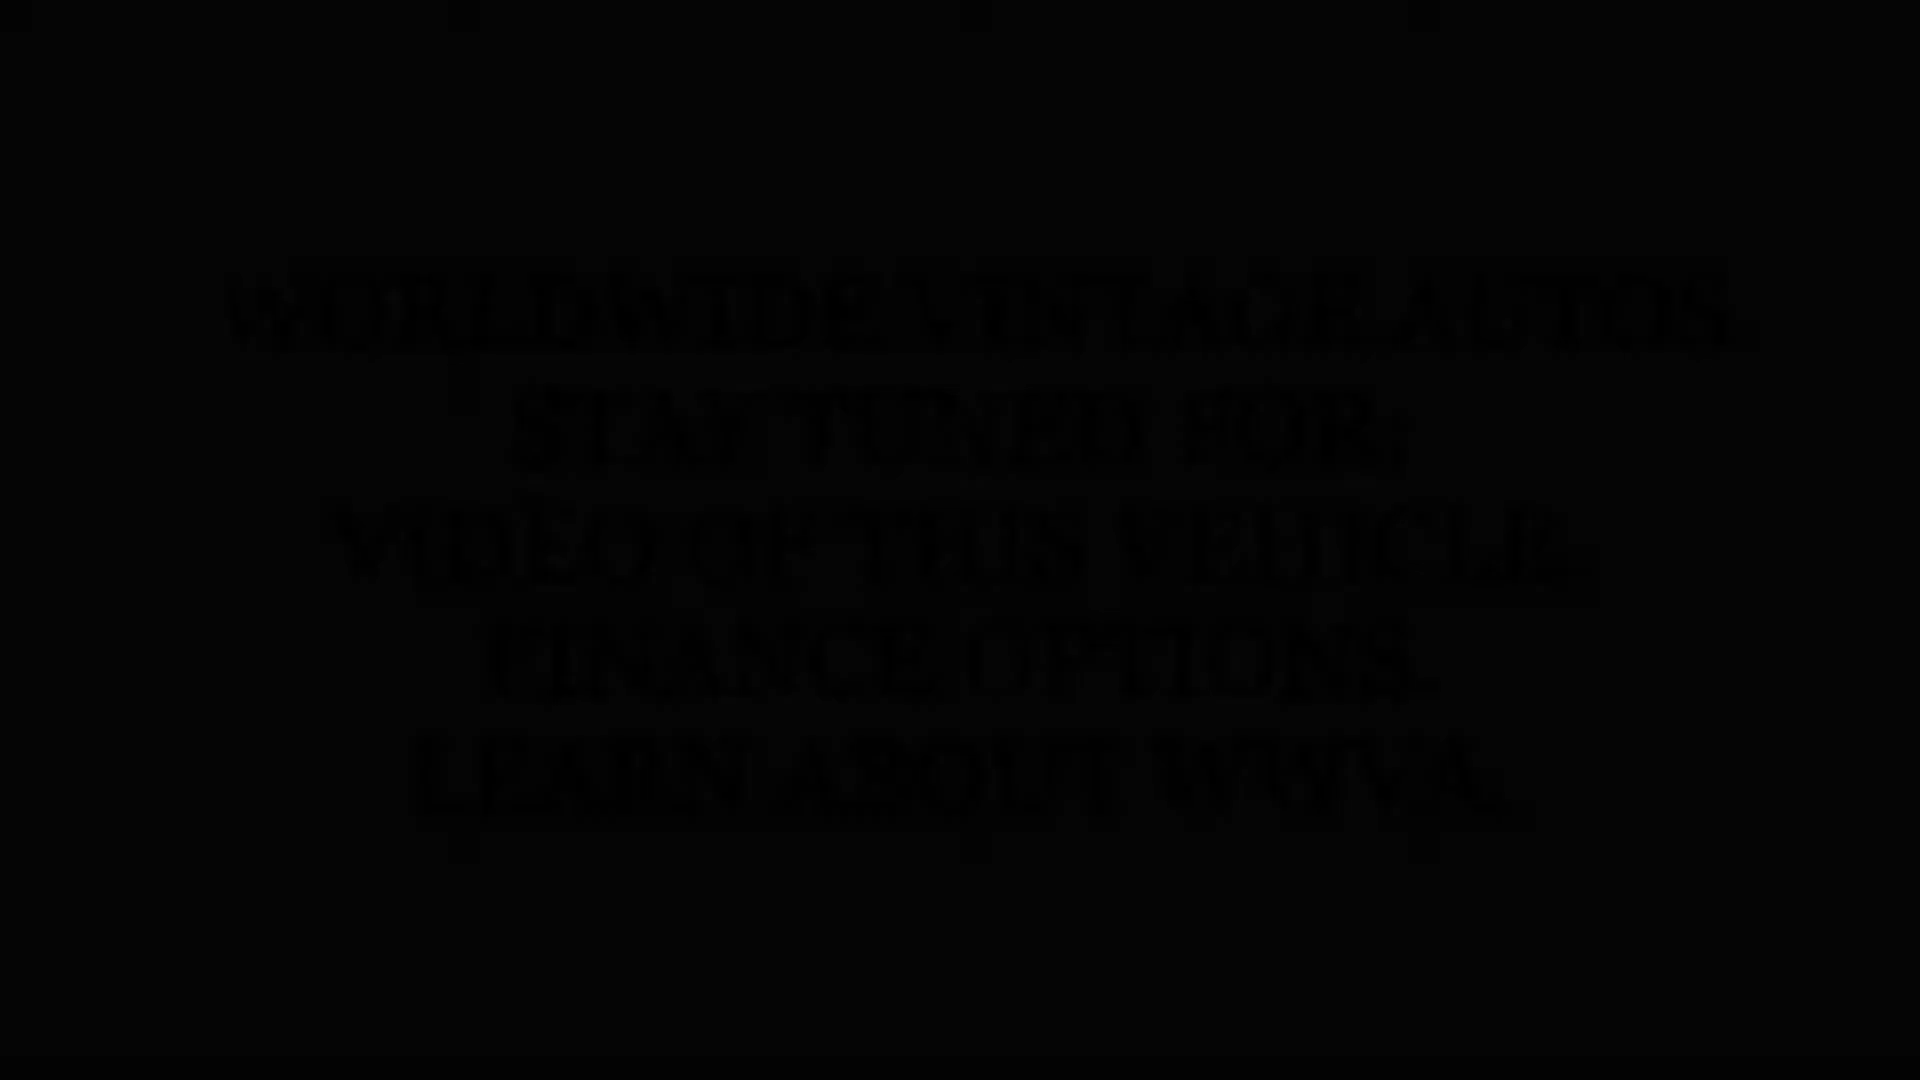 WORLDWIDE VINTAGE AUTOS.
STAY TUNED FOR:
VIDEO OF THIS VEHICLE.
FINANCE OPTIONS.
LEARN ABOUT WWVA.